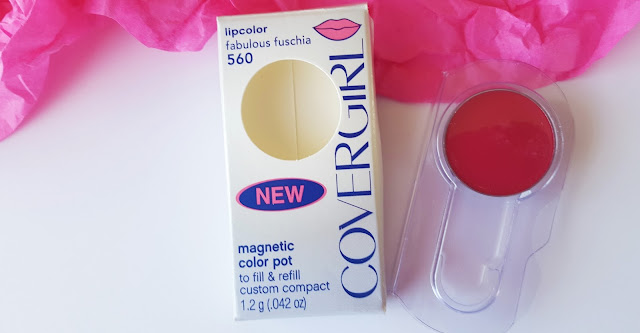 lipcolor
fabulous fuschia
560
COVERGIRL
NEW
magnetic
color pot
to fill & refill
custom compact
1.2 g (.042 oz)